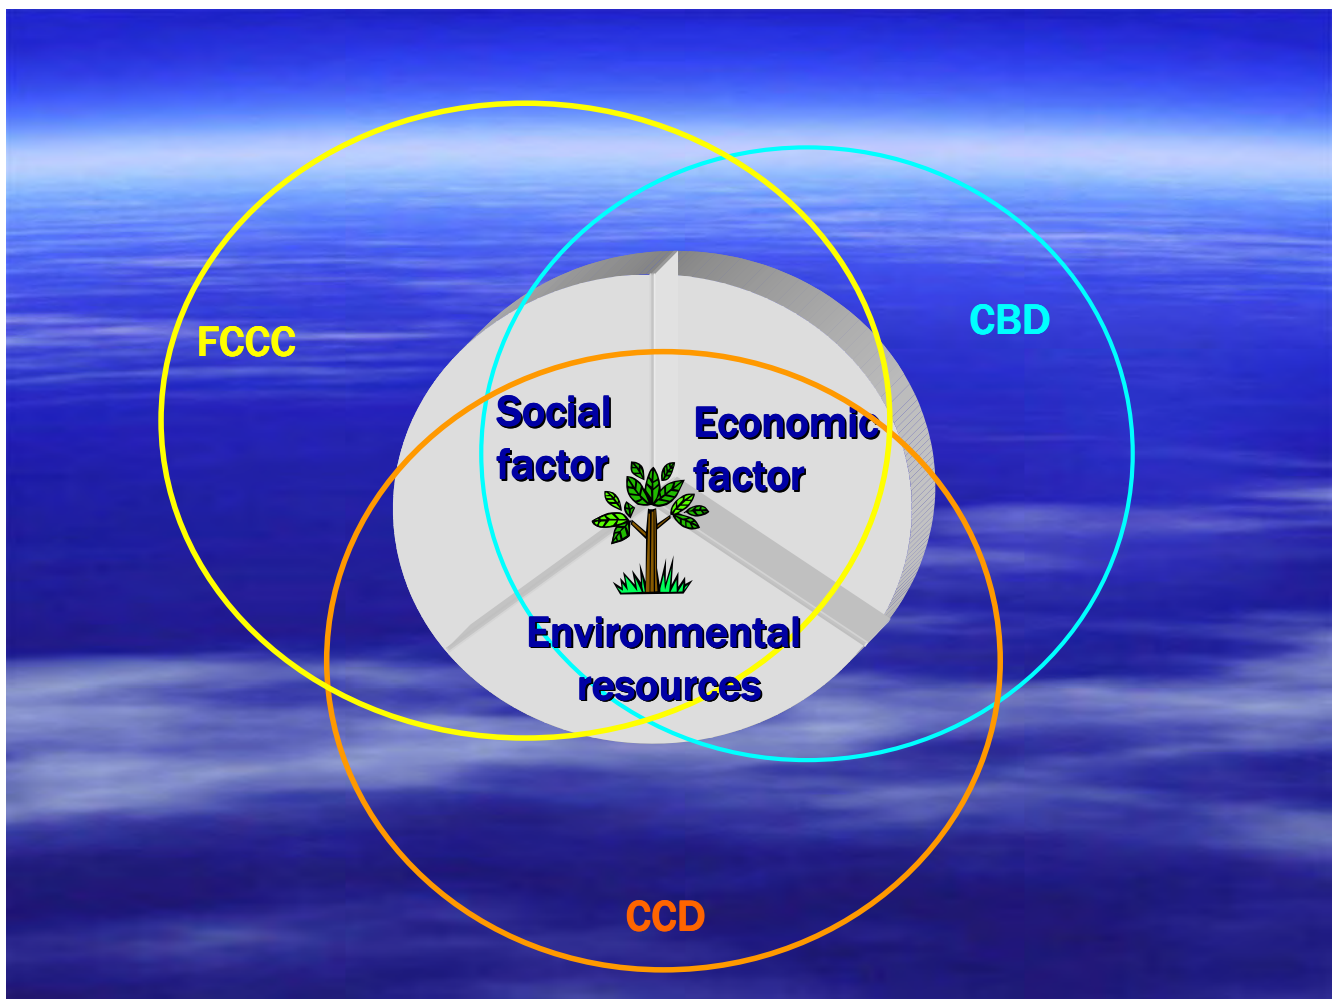 FCCC
CBD
Social
factor
Economic
factor
Environmental
resources
CCD